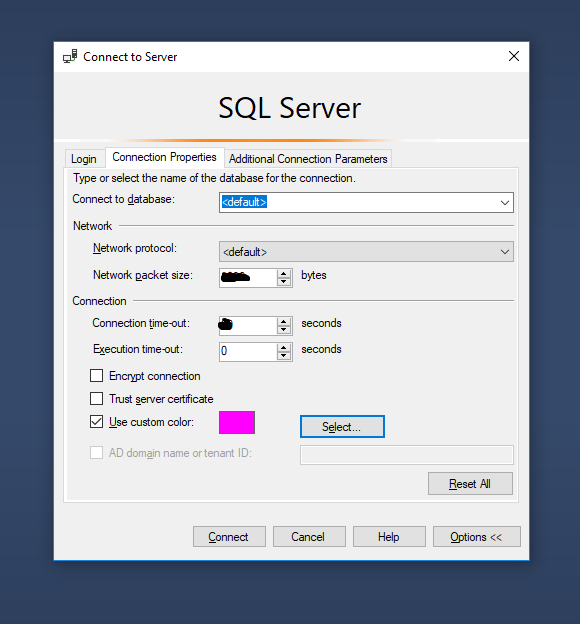 Connect to Server
SQL Server
Login Connection Properties Additional Connection Parameters
Type or select the name of the database for the connection.
Connect to database: <default>
Network
Network protocol: <default>
Network packet size: bytes
Connection
Connection time-out: seconds
Execution time-out: 0 seconds
Encrypt connection
Trust server certificate
Use custom color: Select...
AD domain name or tenant ID:
Reset All
Connect Cancel Help Options <<